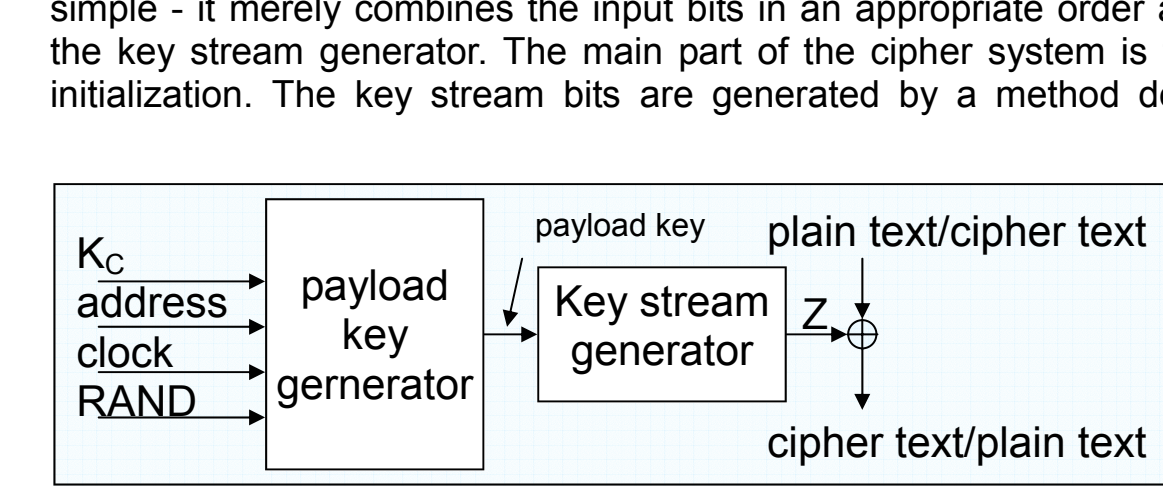 simple - it merely combines the input bits in an appropriate order
the key stream generator. The main part of the cipher system is
initialization. The key stream bits are generated by a method
K_C
address
clock
RAND
payload
key
gernerator
payload key
Key stream
generator
Z
plain text/cipher text
cipher text/plain text